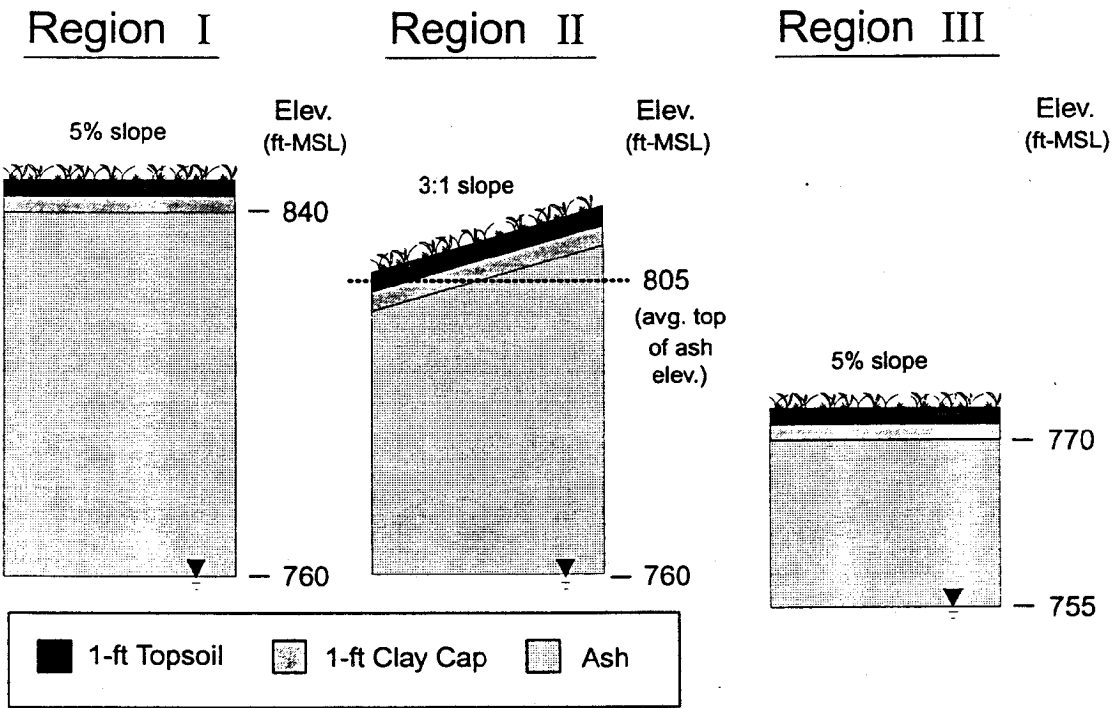 Region I
Elev.
(ft-MSL)
5% slope
840
760
Region II
Elev.
(ft-MSL)
3:1 slope
805
(avg. top
of ash
elev.)
760
Region III
Elev.
(ft-MSL)
5% slope
770
755
1-ft Topsoil
1-ft Clay Cap
Ash